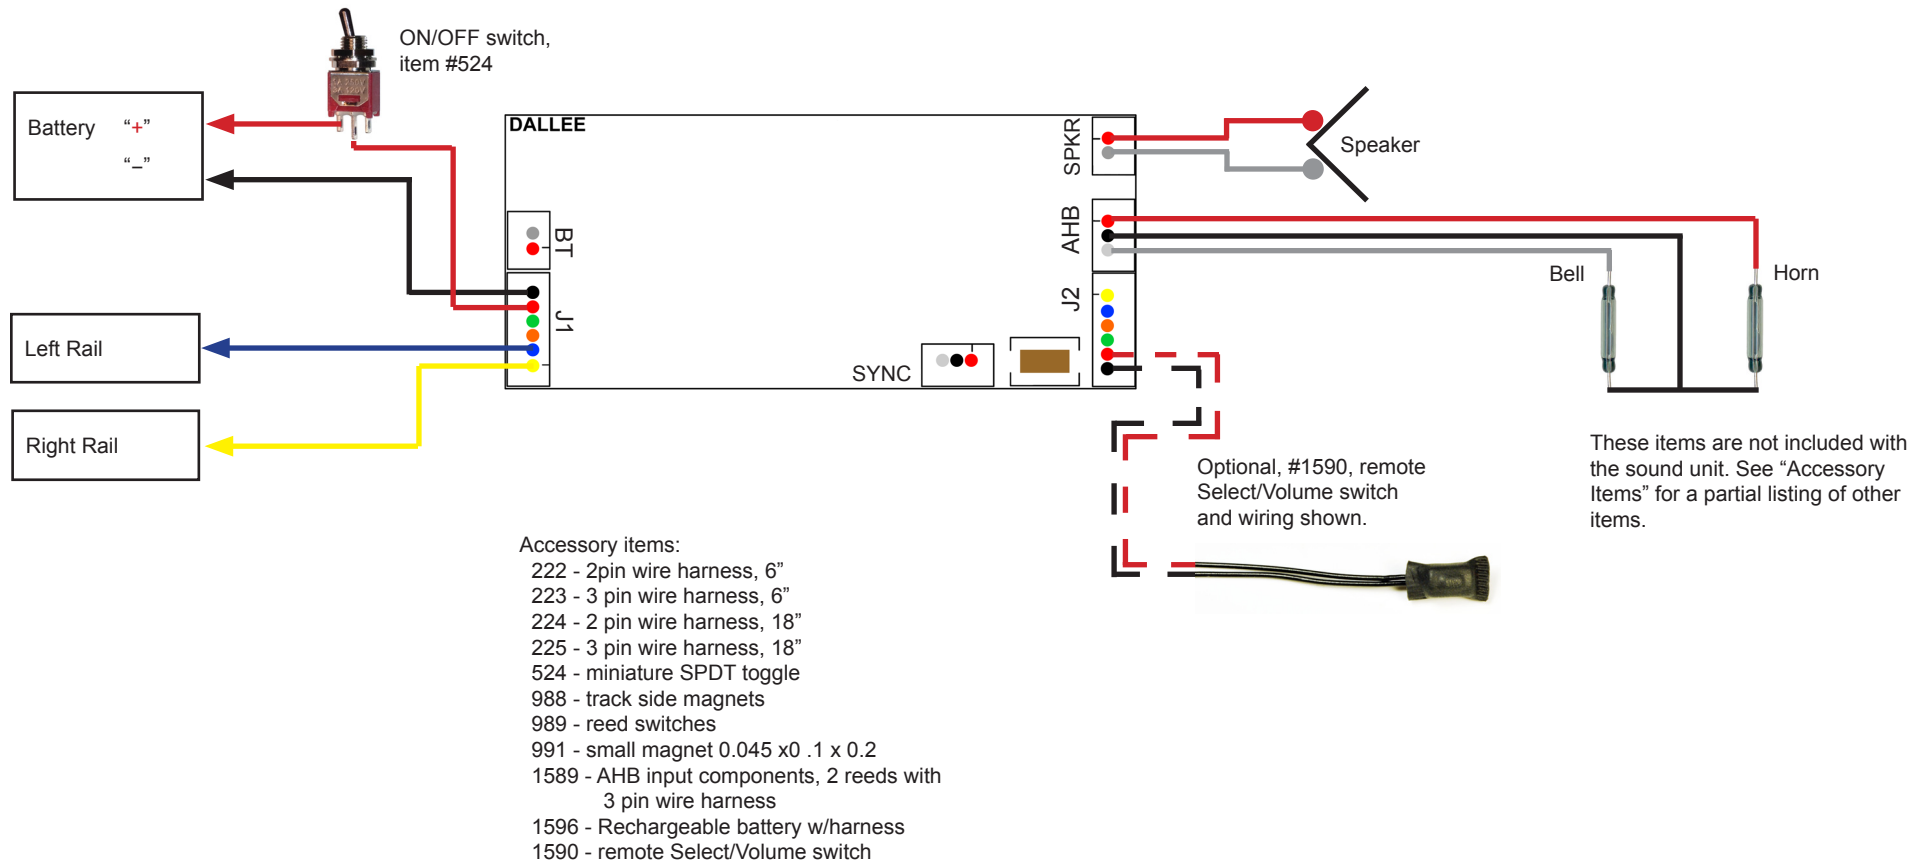 ON/OFF switch,
item #524
Battery "+"
"–"
DALLEE
SPKR
Speaker
AHB
BT
Bell
Horn
J1
J2
Left Rail
SYNC
Right Rail
Optional, #1590, remote
Select/Volume switch
and wiring shown.
These items are not included with
the sound unit. See “Accessory
Items” for a partial listing of other
items.
Accessory items:
222 - 2pin wire harness, 6”
223 - 3 pin wire harness, 6”
224 - 2 pin wire harness, 18”
225 - 3 pin wire harness, 18”
524 - miniature SPDT toggle
988 - track side magnets
989 - reed switches
991 - small magnet 0.045 x0 .1 x 0.2
1589 - AHB input components, 2 reeds with
3 pin wire harness
1596 - Rechargeable battery w/harness
1590 - remote Select/Volume switch